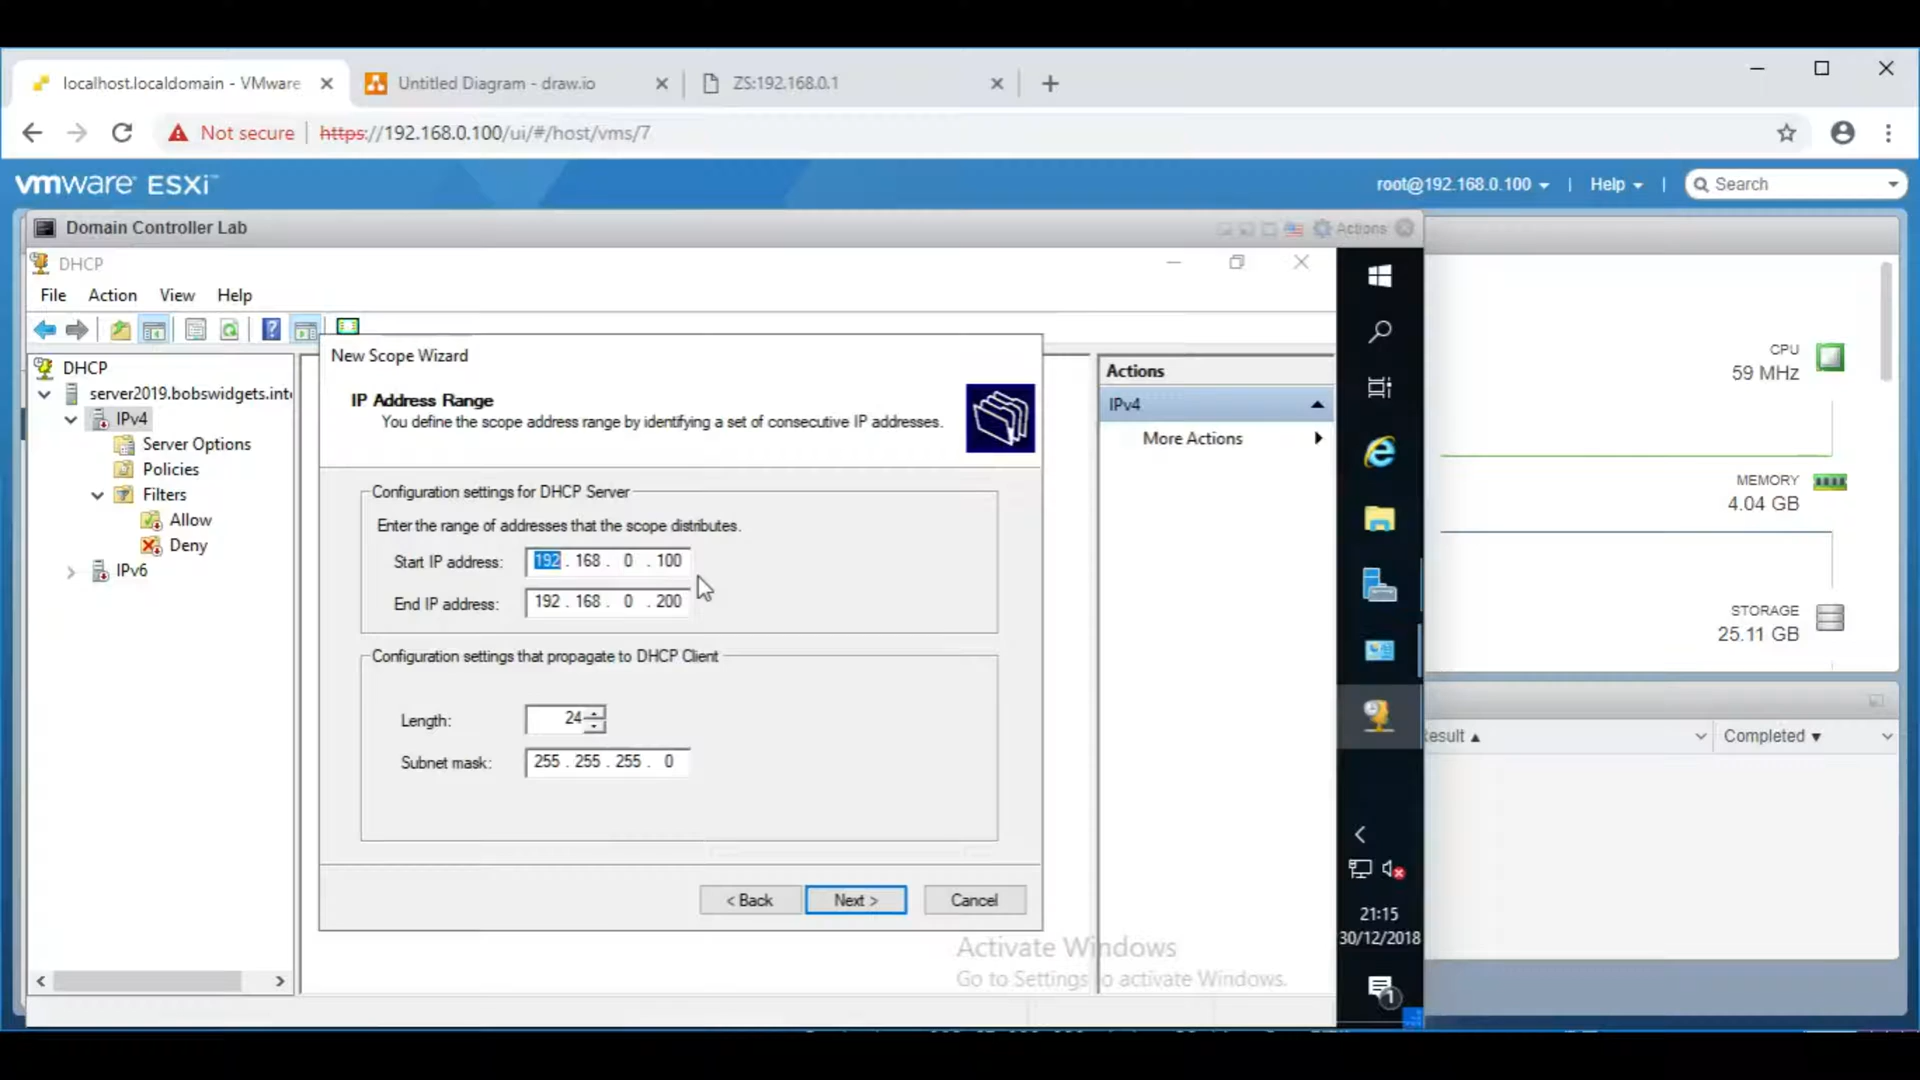 localhost.localdomain - VMware
Untitled Diagram - draw.io
ZS:192.168.0.1
Not secure
https://192.168.0.100/ui/#/host/vms/7
vmware ESXi™
root@192.168.0.100
Help
Search
Domain Controller Lab
Actions
DHCP
File
Action
View
Help
DHCP
server2019.bobswidgets.inte
IPv4
Server Options
Policies
Filters
Allow
Deny
IPv6
New Scope Wizard
IP Address Range
You define the scope address range by identifying a set of consecutive IP addresses.
Configuration settings for DHCP Server
Enter the range of addresses that the scope distributes.
Start IP address: 192 . 168 . 0 . 100
End IP address: 192 . 168 . 0 . 200
Configuration settings that propagate to DHCP Client
Length: 24
Subnet mask: 255 . 255 . 255 . 0
< Back
Next >
Cancel
Actions
IPv4
More Actions
Activate Windows
Go to Settings to activate Windows.
21:15
30/12/2018
1
CPU
59 MHz
MEMORY
4.04 GB
STORAGE
25.11 GB
esult
Completed